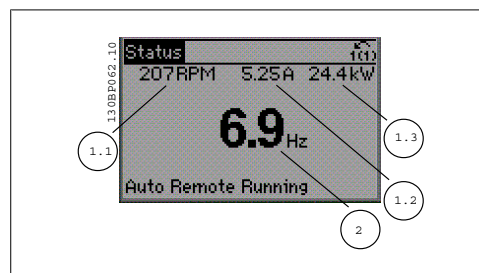 130BP062.10
Status
1(1)
207RPM 5.25A 24.4kW
6.9Hz
Auto Remote Running
1.1
1.3
1.2
2